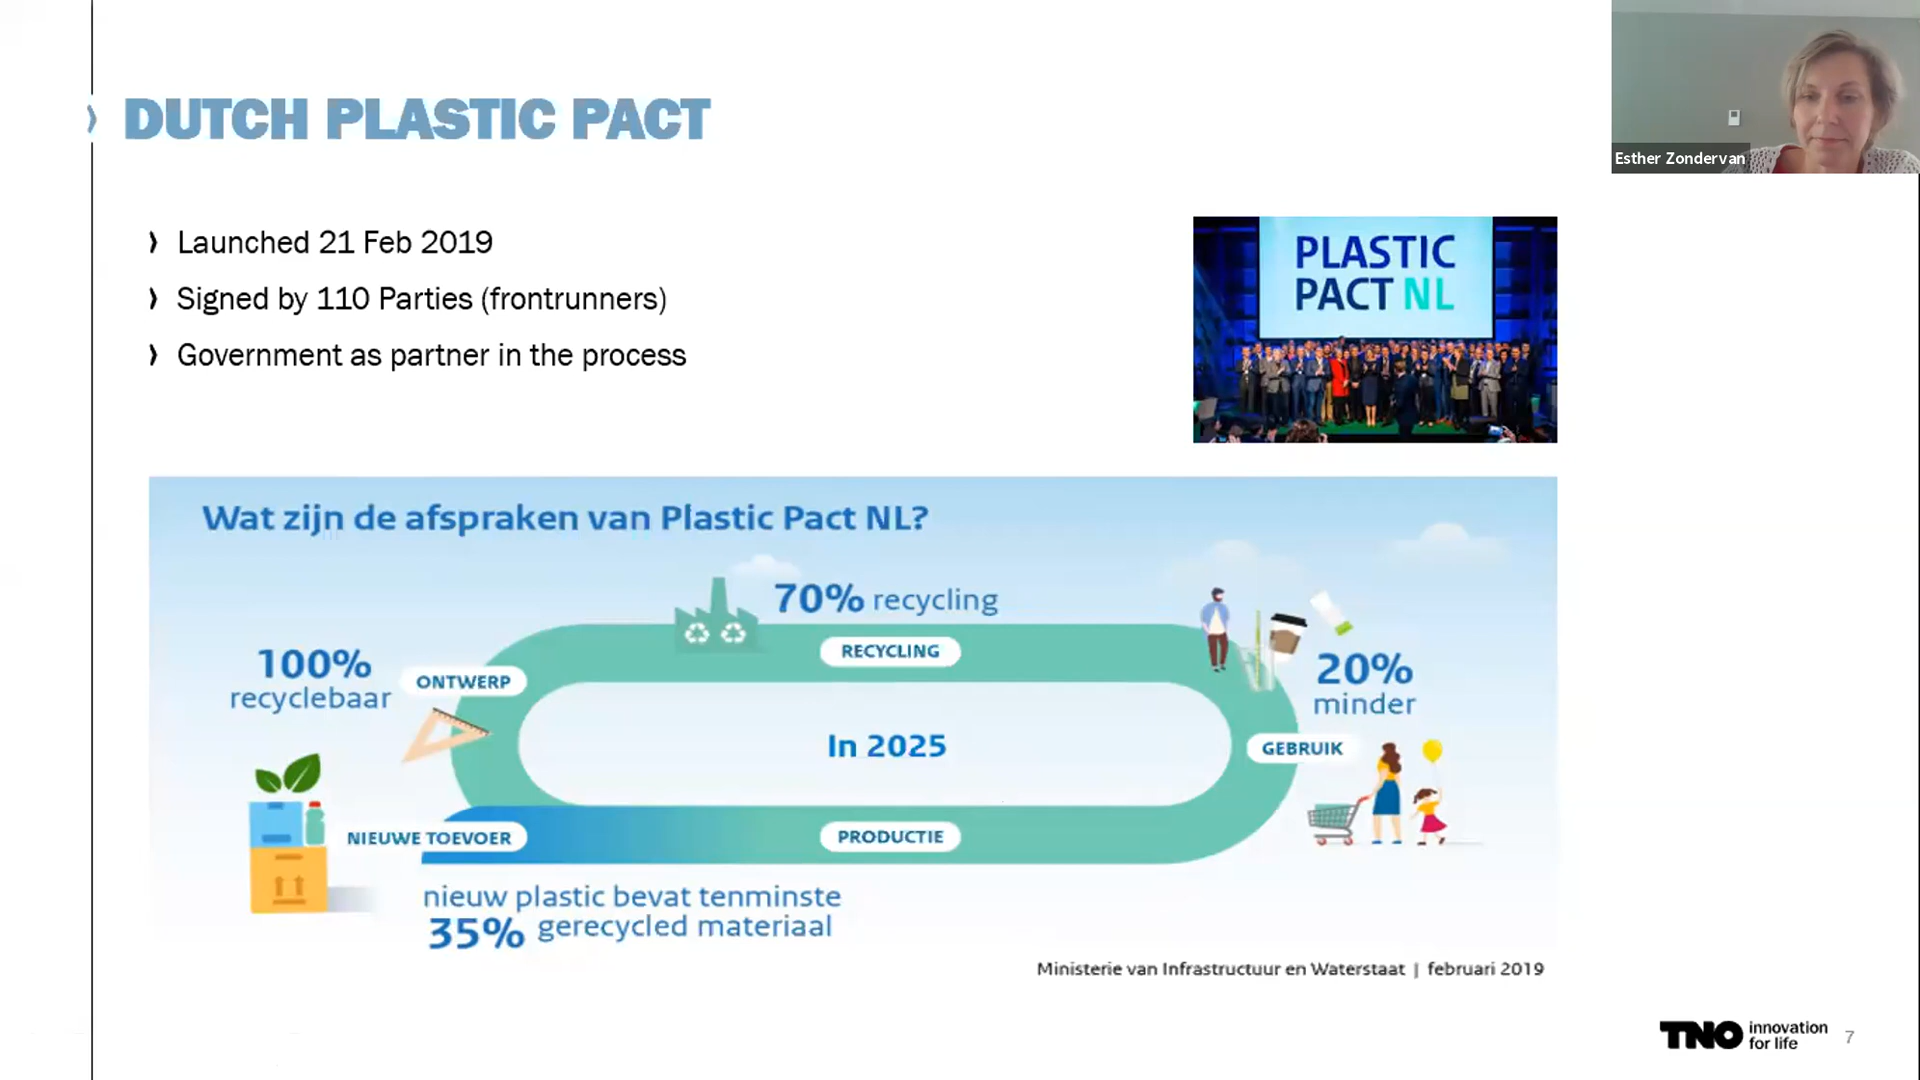 DUTCH PLASTIC PACT
Esther Zondervan
Launched 21 Feb 2019
Signed by 110 Parties (frontrunners)
Government as partner in the process
PLASTIC
PACT NL
Wat zijn de afspraken van Plastic Pact NL?
70% recycling
RECYCLING
100%
recyclebaar
ONTWERP
20%
minder
In 2025
GEBRUIK
NIEUWE TOEVOER
PRODUCTIE
nieuw plastic bevat tenminste
35% gerecycled materiaal
Ministerie van Infrastructuur en Waterstaat | februari 2019
TNO innovation
for life
7